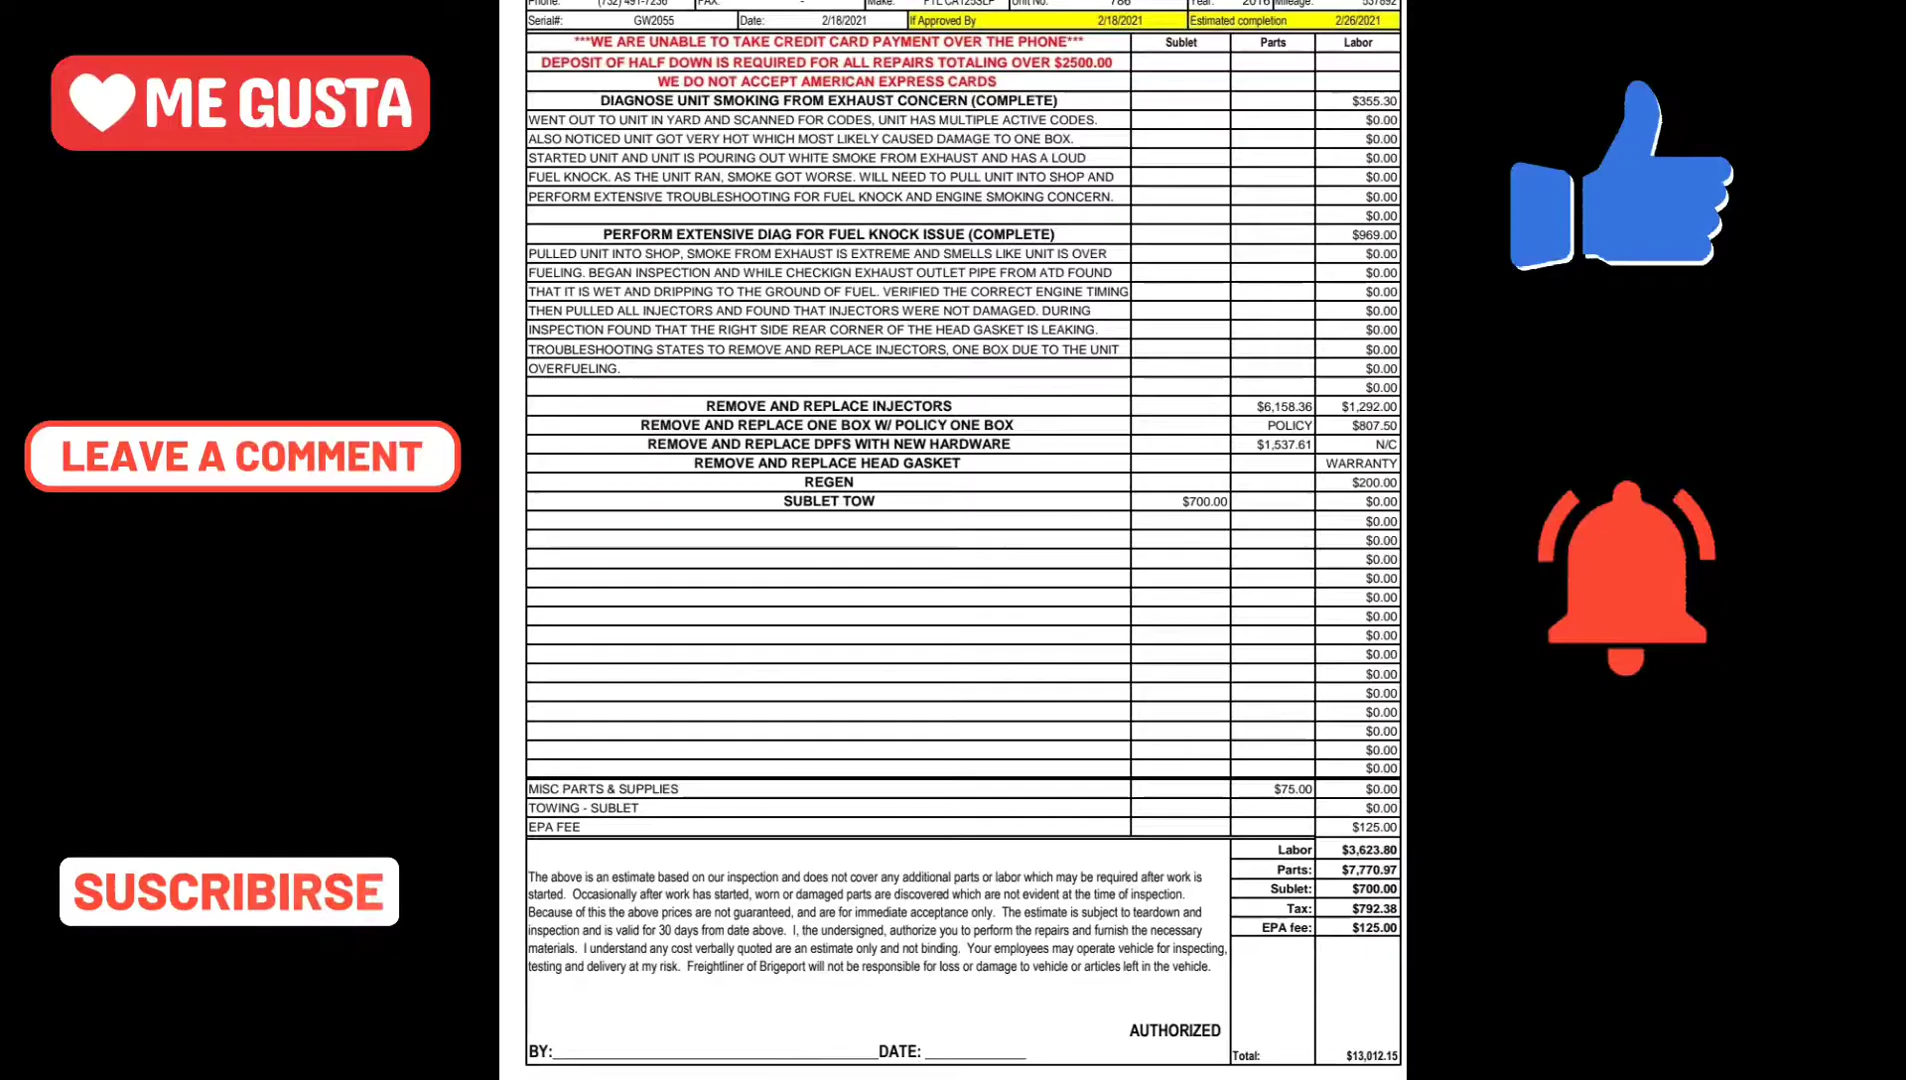 Phone: (732) 491-7236 FAX: - Make: FTL CA125SLP Unit No: 786 Year: 2016 Mileage: 537892
Serial#: GW2055 Date: 2/18/2021 If Approved By 2/18/2021 Estimated completion 2/26/2021
***WE ARE UNABLE TO TAKE CREDIT CARD PAYMENT OVER THE PHONE*** Sublet Parts Labor
DEPOSIT OF HALF DOWN IS REQUIRED FOR ALL REPAIRS TOTALING OVER $2500.00
WE DO NOT ACCEPT AMERICAN EXPRESS CARDS
DIAGNOSE UNIT SMOKING FROM EXHAUST CONCERN (COMPLETE) $355.30
WENT OUT TO UNIT IN YARD AND SCANNED FOR CODES, UNIT HAS MULTIPLE ACTIVE CODES. $0.00
ALSO NOTICED UNIT GOT VERY HOT WHICH MOST LIKELY CAUSED DAMAGE TO ONE BOX. $0.00
STARTED UNIT AND UNIT IS POURING OUT WHITE SMOKE FROM EXHAUST AND HAS A LOUD $0.00
FUEL KNOCK. AS THE UNIT RAN, SMOKE GOT WORSE. WILL NEED TO PULL UNIT INTO SHOP AND $0.00
PERFORM EXTENSIVE TROUBLESHOOTING FOR FUEL KNOCK AND ENGINE SMOKING CONCERN. $0.00
$0.00
PERFORM EXTENSIVE DIAG FOR FUEL KNOCK ISSUE (COMPLETE) $969.00
PULLED UNIT INTO SHOP, SMOKE FROM EXHAUST IS EXTREME AND SMELLS LIKE UNIT IS OVER $0.00
FUELING. BEGAN INSPECTION AND WHILE CHECKIGN EXHAUST OUTLET PIPE FROM ATD FOUND $0.00
THAT IT IS WET AND DRIPPING TO THE GROUND OF FUEL. VERIFIED THE CORRECT ENGINE TIMING $0.00
THEN PULLED ALL INJECTORS AND FOUND THAT INJECTORS WERE NOT DAMAGED. DURING $0.00
INSPECTION FOUND THAT THE RIGHT SIDE REAR CORNER OF THE HEAD GASKET IS LEAKING. $0.00
TROUBLESHOOTING STATES TO REMOVE AND REPLACE INJECTORS, ONE BOX DUE TO THE UNIT $0.00
OVERFUELING. $0.00
$0.00
REMOVE AND REPLACE INJECTORS $6,158.36 $1,292.00
REMOVE AND REPLACE ONE BOX W/ POLICY ONE BOX POLICY $807.50
REMOVE AND REPLACE DPFS WITH NEW HARDWARE $1,537.61 N/C
REMOVE AND REPLACE HEAD GASKET WARRANTY
REGEN $200.00
SUBLET TOW $700.00 $0.00
$0.00
$0.00
$0.00
$0.00
$0.00
$0.00
$0.00
$0.00
$0.00
$0.00
$0.00
$0.00
$0.00
$0.00
MISC PARTS & SUPPLIES $75.00 $0.00
TOWING - SUBLET $0.00
EPA FEE $125.00
Labor $3,623.80
Parts: $7,770.97
Sublet: $700.00
Tax: $792.38
EPA fee: $125.00
The above is an estimate based on our inspection and does not cover any additional parts or labor which may be required after work is
started. Occasionally after work has started, worn or damaged parts are discovered which are not evident at the time of inspection.
Because of this the above prices are not guaranteed, and are for immediate acceptance only. The estimate is subject to teardown and
inspection and is valid for 30 days from date above. I, the undersigned, authorize you to perform the repairs and furnish the necessary
materials. I understand any cost verbally quoted are an estimate only and not binding. Your employees may operate vehicle for inspecting,
testing and delivery at my risk. Freightliner of Brigeport will not be responsible for loss or damage to vehicle or articles left in the vehicle.
AUTHORIZED
BY: DATE:
Total: $13,012.15
ME GUSTA
LEAVE A COMMENT
SUSCRIBIRSE